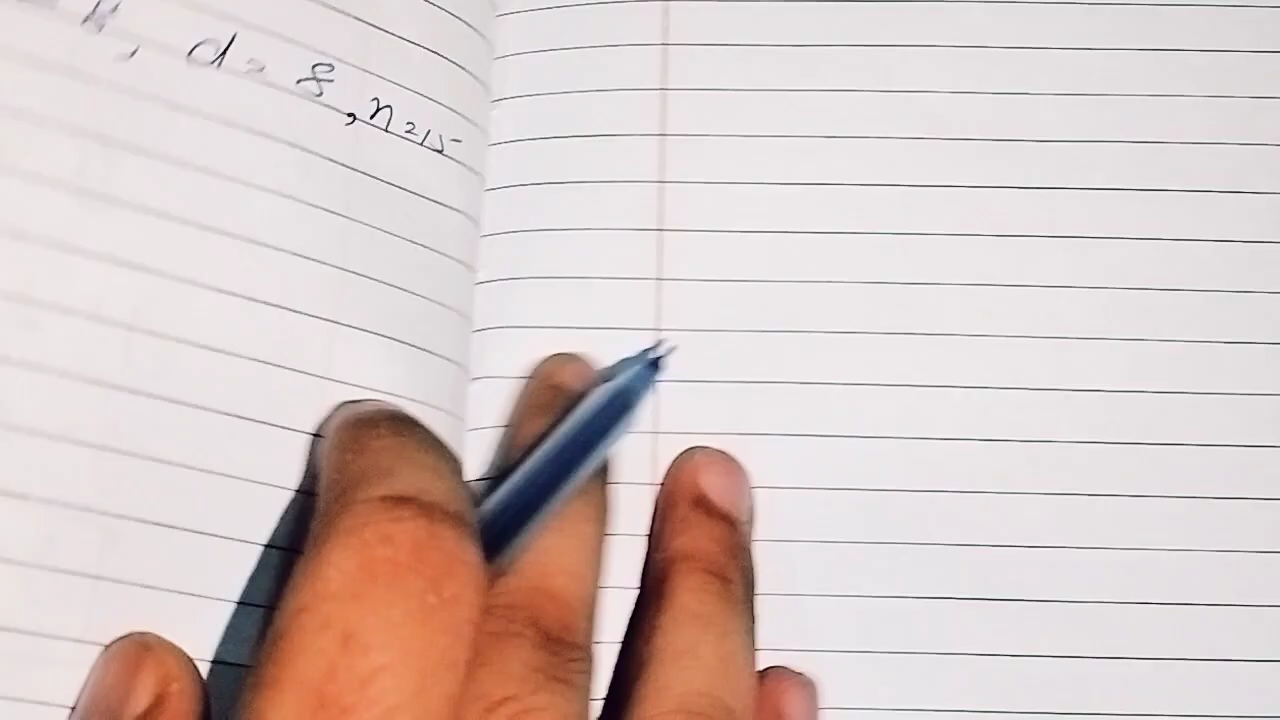 , d = 8, n=15